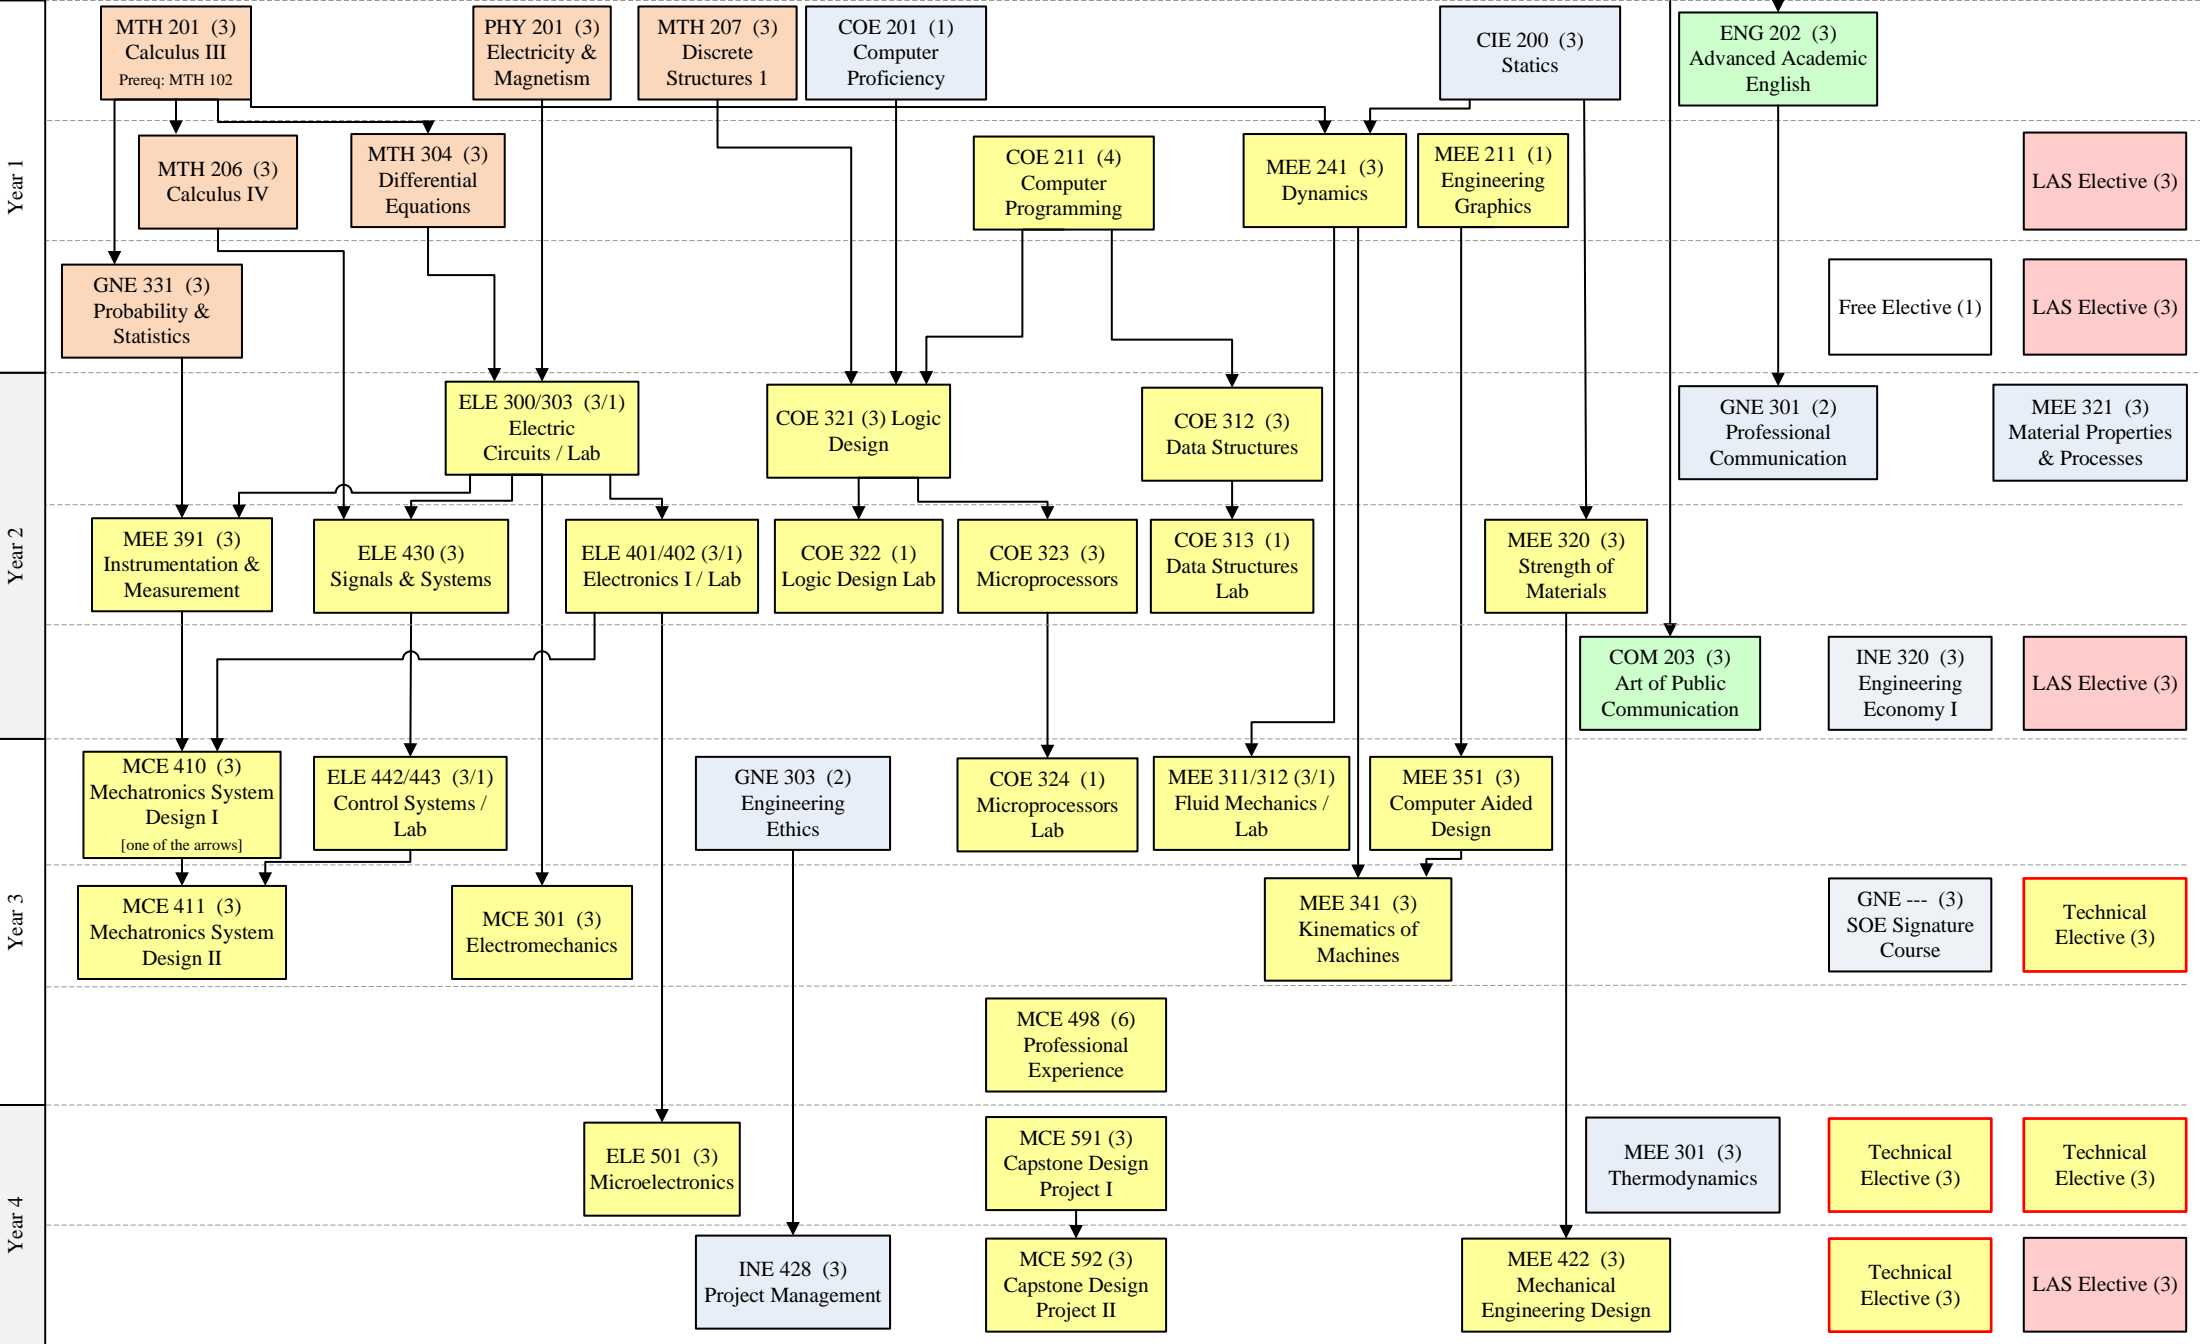 MTH 201 (3)
Calculus III
Prereq: MTH 102
PHY 201 (3)
Electricity &
Magnetism
MTH 207 (3)
Discrete
Structures 1
COE 201 (1)
Computer
Proficiency
CIE 200 (3)
Statics
ENG 202 (3)
Advanced Academic
English
Year 1
MTH 206 (3)
Calculus IV
MTH 304 (3)
Differential
Equations
COE 211 (4)
Computer
Programming
MEE 241 (3)
Dynamics
MEE 211 (1)
Engineering
Graphics
LAS Elective (3)
GNE 331 (3)
Probability &
Statistics
Free Elective (1)
LAS Elective (3)
Year 2
ELE 300/303 (3/1)
Electric
Circuits / Lab
COE 321 (3) Logic
Design
COE 312 (3)
Data Structures
GNE 301 (2)
Professional
Communication
MEE 321 (3)
Material Properties
& Processes
MEE 391 (3)
Instrumentation &
Measurement
ELE 430 (3)
Signals & Systems
ELE 401/402 (3/1)
Electronics I / Lab
COE 322 (1)
Logic Design Lab
COE 323 (3)
Microprocessors
COE 313 (1)
Data Structures
Lab
MEE 320 (3)
Strength of
Materials
COM 203 (3)
Art of Public
Communication
INE 320 (3)
Engineering
Economy I
LAS Elective (3)
Year 3
MCE 410 (3)
Mechatronics System
Design I
[one of the arrows]
ELE 442/443 (3/1)
Control Systems /
Lab
GNE 303 (2)
Engineering
Ethics
COE 324 (1)
Microprocessors
Lab
MEE 311/312 (3/1)
Fluid Mechanics /
Lab
MEE 351 (3)
Computer Aided
Design
MCE 411 (3)
Mechatronics System
Design II
MCE 301 (3)
Electromechanics
MEE 341 (3)
Kinematics of
Machines
GNE --- (3)
SOE Signature
Course
Technical
Elective (3)
MCE 498 (6)
Professional
Experience
Year 4
ELE 501 (3)
Microelectronics
MCE 591 (3)
Capstone Design
Project I
MEE 301 (3)
Thermodynamics
Technical
Elective (3)
Technical
Elective (3)
INE 428 (3)
Project Management
MCE 592 (3)
Capstone Design
Project II
MEE 422 (3)
Mechanical
Engineering Design
Technical
Elective (3)
LAS Elective (3)